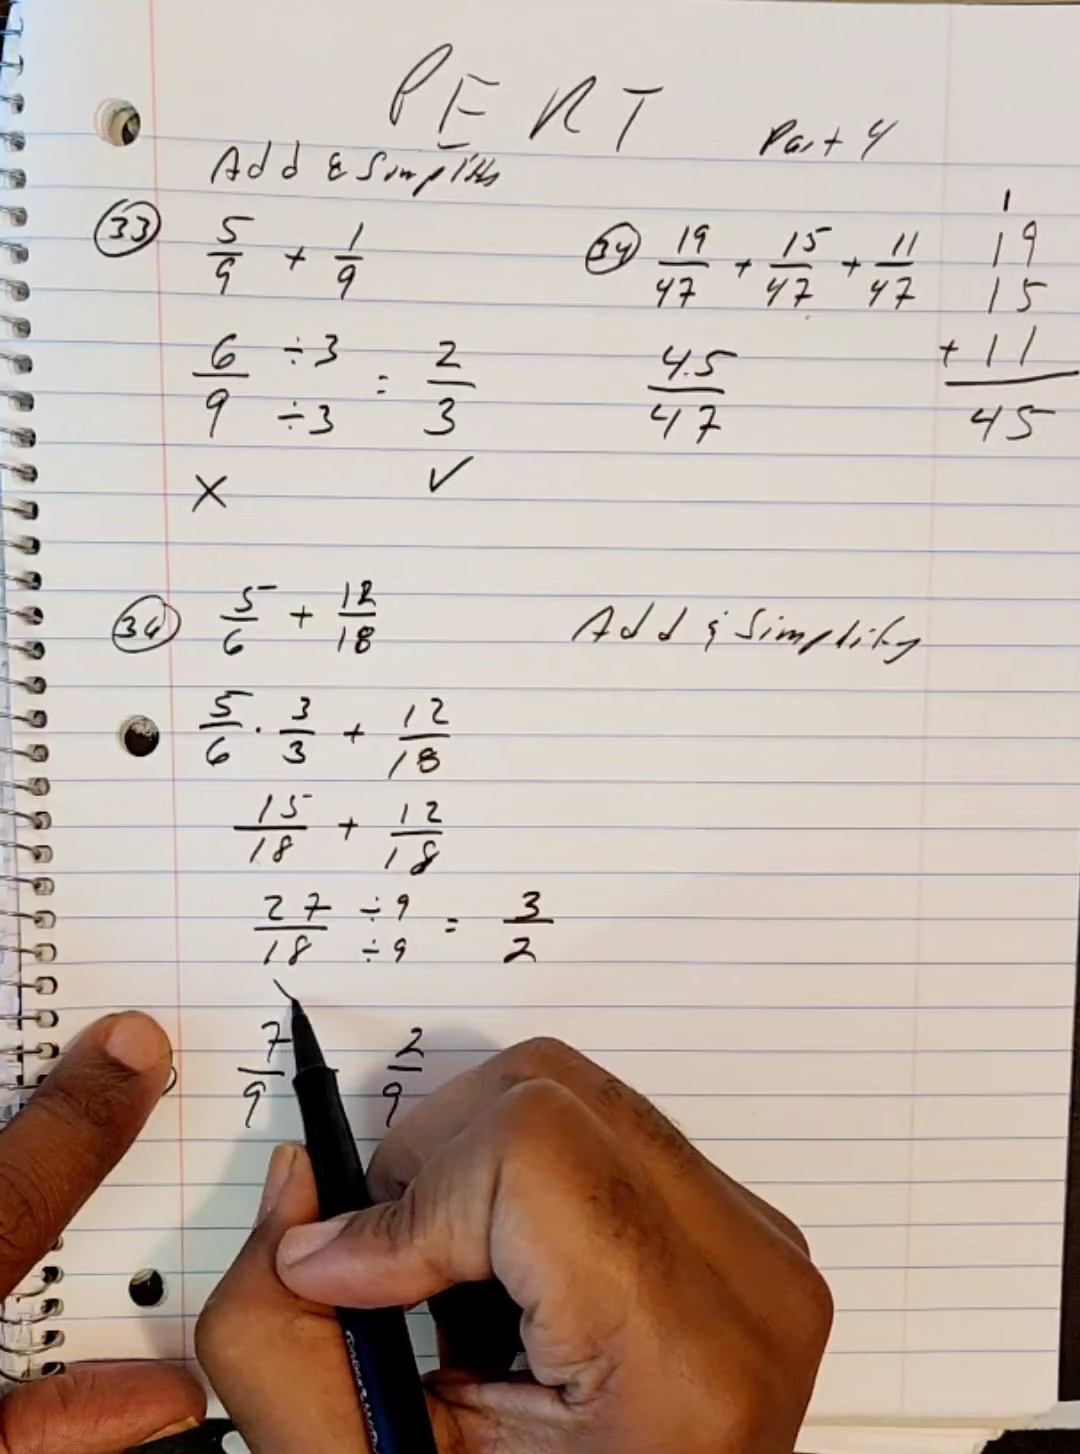 PERT
Part 4
Add & Simplify
33 5/9 + 1/9
6/9 ÷3/÷3 = 2/3
X ✓
34 19/47 + 15/47 + 11/47
45/47
1
19
15
+ 11
45
36 5/6 + 12/18
Add & Simplify
5/6 · 3/3 + 12/18
15/18 + 12/18
27/18 ÷9/÷9 = 3/2
7/9 2/9